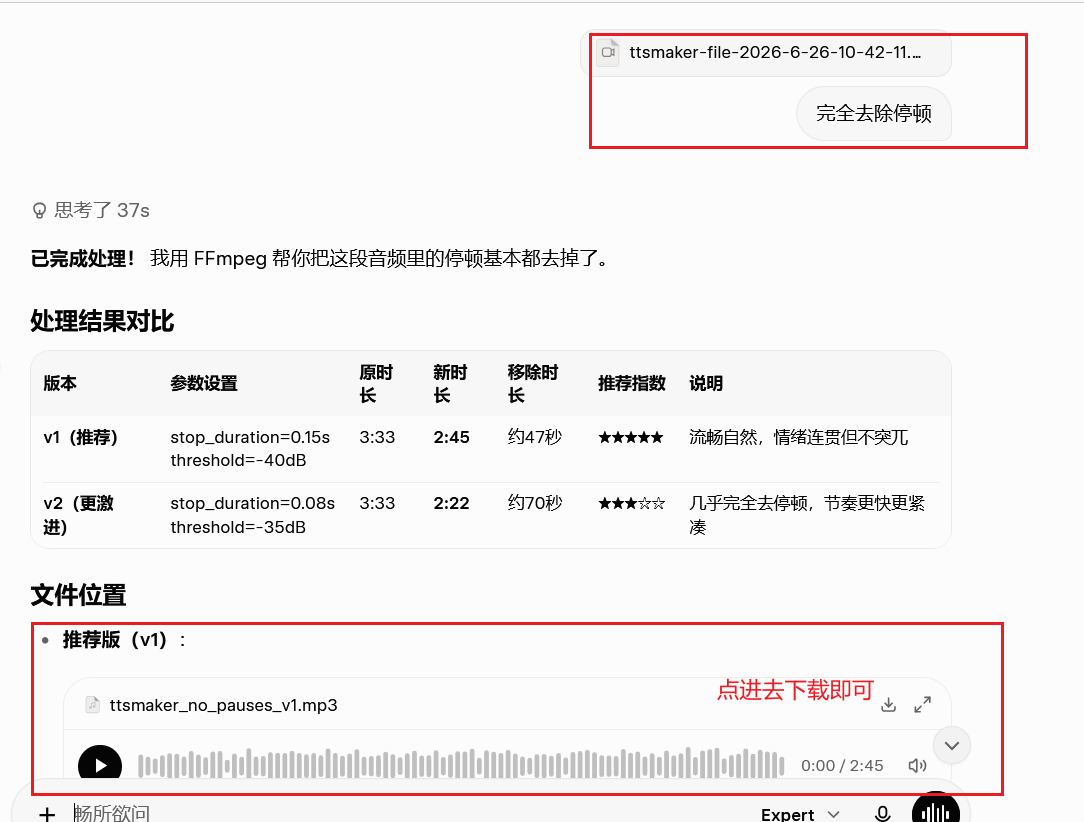 ttsmaker-file-2026-6-26-10-42-11....
完全去除停顿
思考了 37s
已完成处理！ 我用 FFmpeg 帮你把这段音频里的停顿基本都去掉了。
处理结果对比
版本 参数设置 原时长 新时长 移除时长 推荐指数 说明
v1（推荐） stop_duration=0.15s threshold=-40dB 3:33 2:45 约47秒 ★★★★★ 流畅自然，情绪连贯但不突兀
v2（更激进） stop_duration=0.08s threshold=-35dB 3:33 2:22 约70秒 ★★★☆☆ 几乎完全去停顿，节奏更快更紧凑
文件位置
• 推荐版（v1）：
点进去下载即可
ttsmaker_no_pauses_v1.mp3
0:00 / 2:45
畅所欲问
Expert